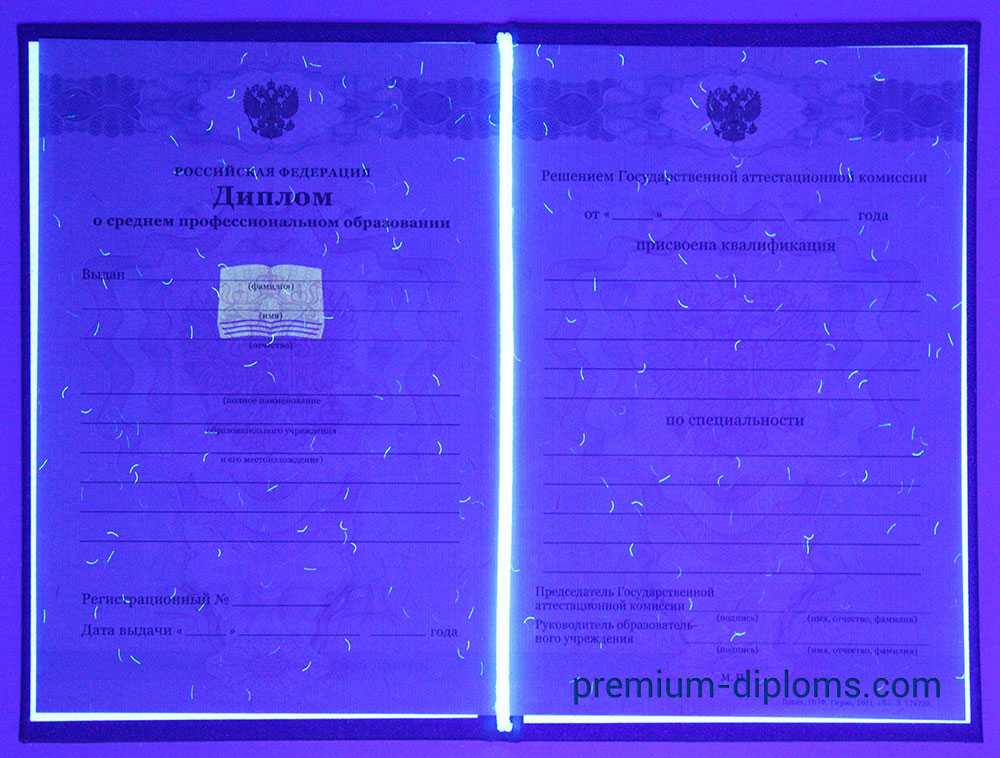 РОССИЙСКАЯ ФЕДЕРАЦИЯ
Диплом
о среднем профессиональном образовании
Выдан
(фамилия)
(имя)
(отчество)
(полное наименование
образовательного учреждения
и его местонахождение)
Регистрационный №
Дата выдачи « » года
Решением Государственной аттестационной комиссии
от « » года
присвоена квалификация
по специальности
Председатель Государственной
аттестационной комиссии
(подпись) (имя, отчество, фамилия)
Руководитель образователь-
ного учреждения
(подпись) (имя, отчество, фамилия)
М. П.
premium-diploms.com